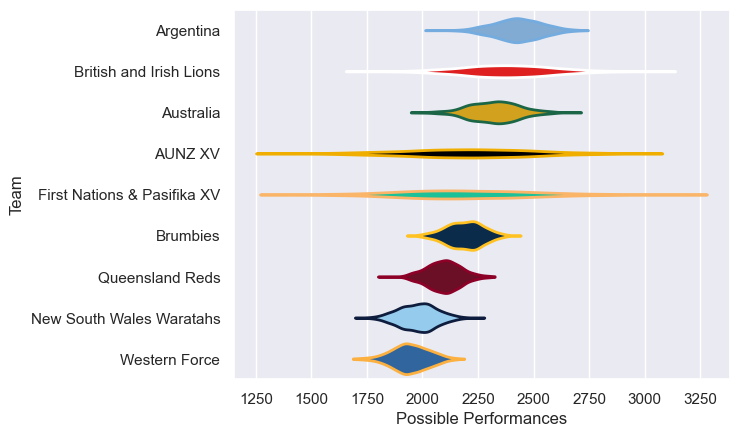 Argentina
British and Irish Lions
Australia
AUNZ XV
First Nations & Pasifika XV
Brumbies
Queensland Reds
New South Wales Waratahs
Western Force
Team
1250 1500 1750 2000 2250 2500 2750 3000 3250
Possible Performances